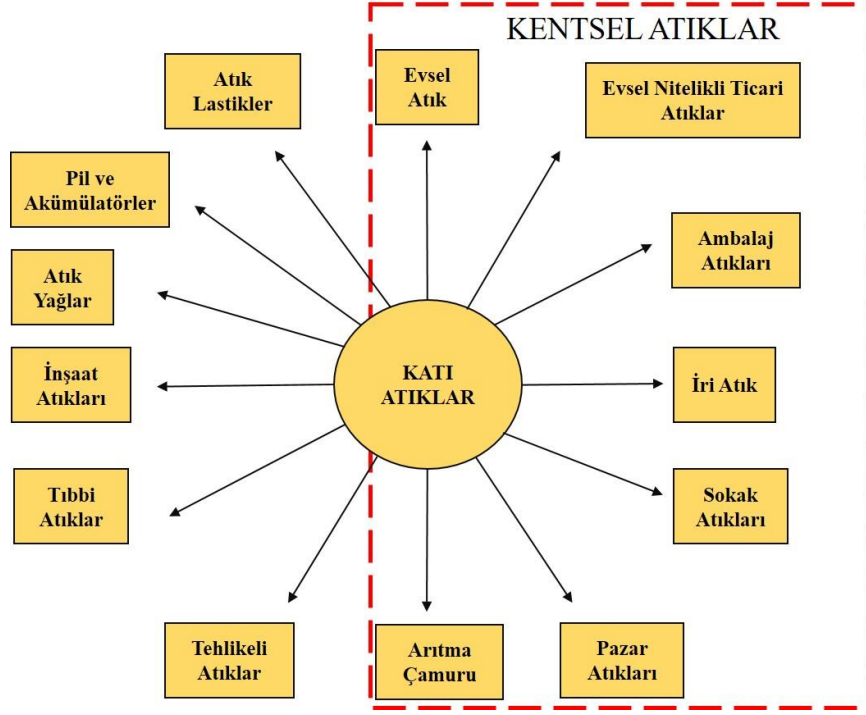 KENTSEL ATIKLAR
Atık
Lastikler
Evsel
Atık
Evsel Nitelikli Ticari
Atıklar
Pil ve
Akümülatörler
Ambalaj
Atıkları
Atık
Yağlar
İnşaat
Atıkları
KATI
ATIKLAR
İri Atık
Tıbbi
Atıklar
Sokak
Atıkları
Tehlikeli
Atıklar
Arıtma
Çamuru
Pazar
Atıkları